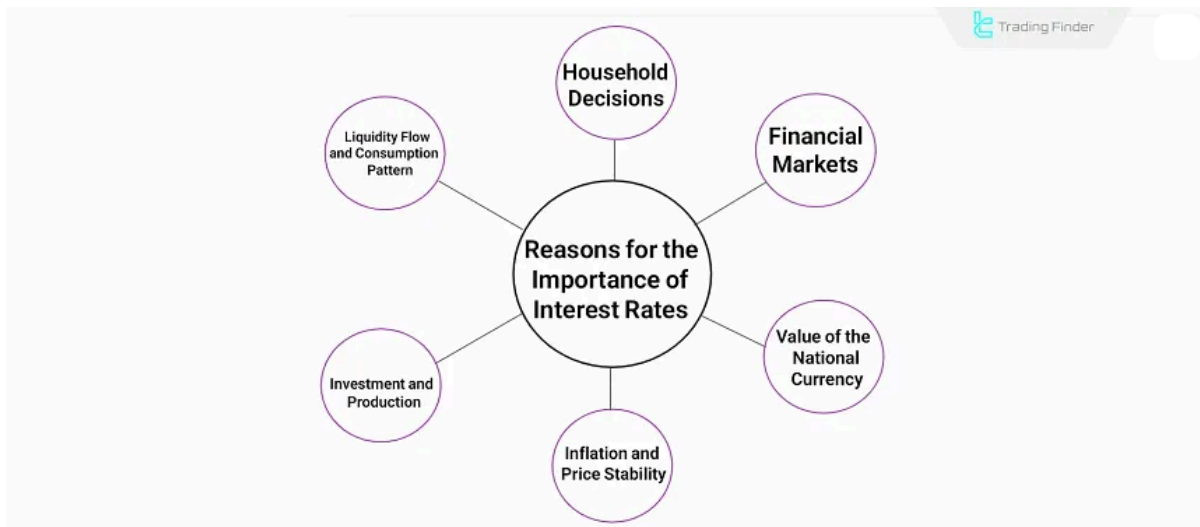 Trading Finder
Household
Decisions
Financial
Markets
Liquidity Flow
and Consumption
Pattern
Reasons for the
Importance of
Interest Rates
Value of the
National
Currency
Investment and
Production
Inflation and
Price Stability